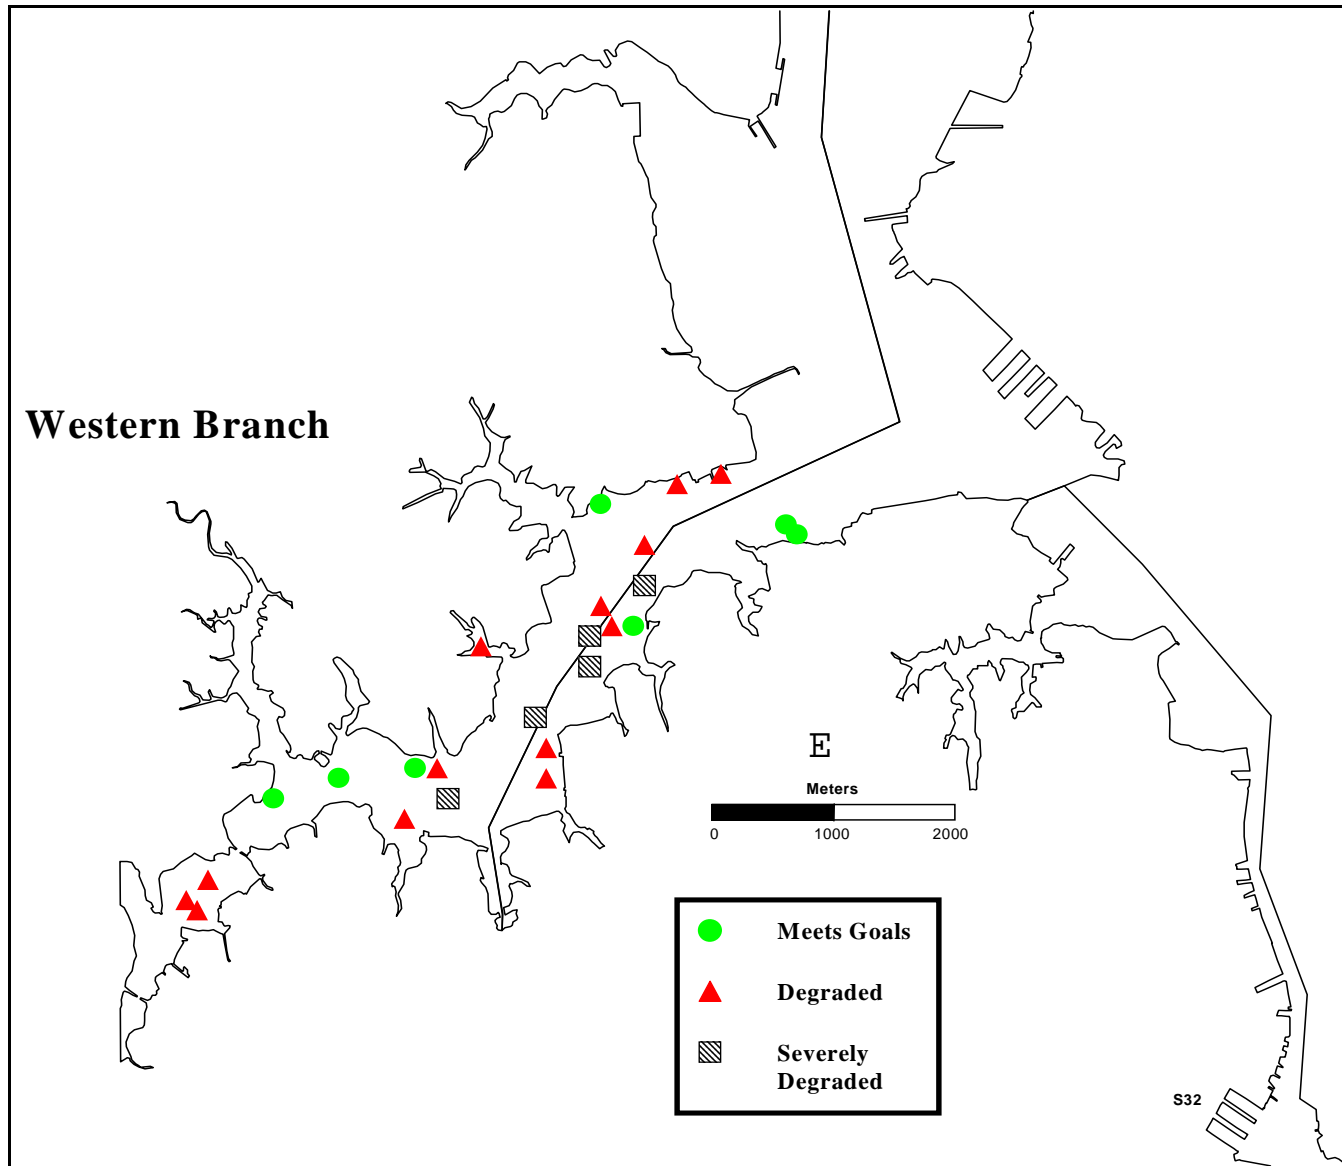 Western Branch
E
Meters
0 1000 2000
Meets Goals
Degraded
Severely
Degraded
S32